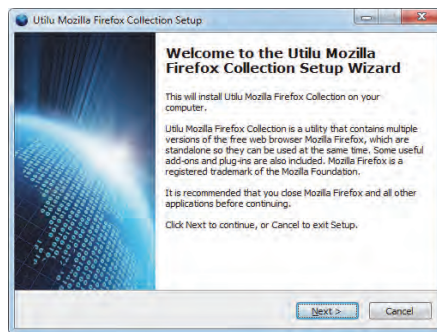 Utilu Mozilla Firefox Collection Setup
Welcome to the Utilu Mozilla
Firefox Collection Setup Wizard
This will install Utilu Mozilla Firefox Collection on your
computer.
Utilu Mozilla Firefox Collection is a utility that contains multiple
versions of the free web browser Mozilla Firefox, which are
standalone so they can be used at the same time. Some useful
add-ons and plug-ins are also included. Mozilla Firefox is a
registered trademark of the Mozilla Foundation.
It is recommended that you close Mozilla Firefox and all other
applications before continuing.
Click Next to continue, or Cancel to exit Setup.
Next >
Cancel